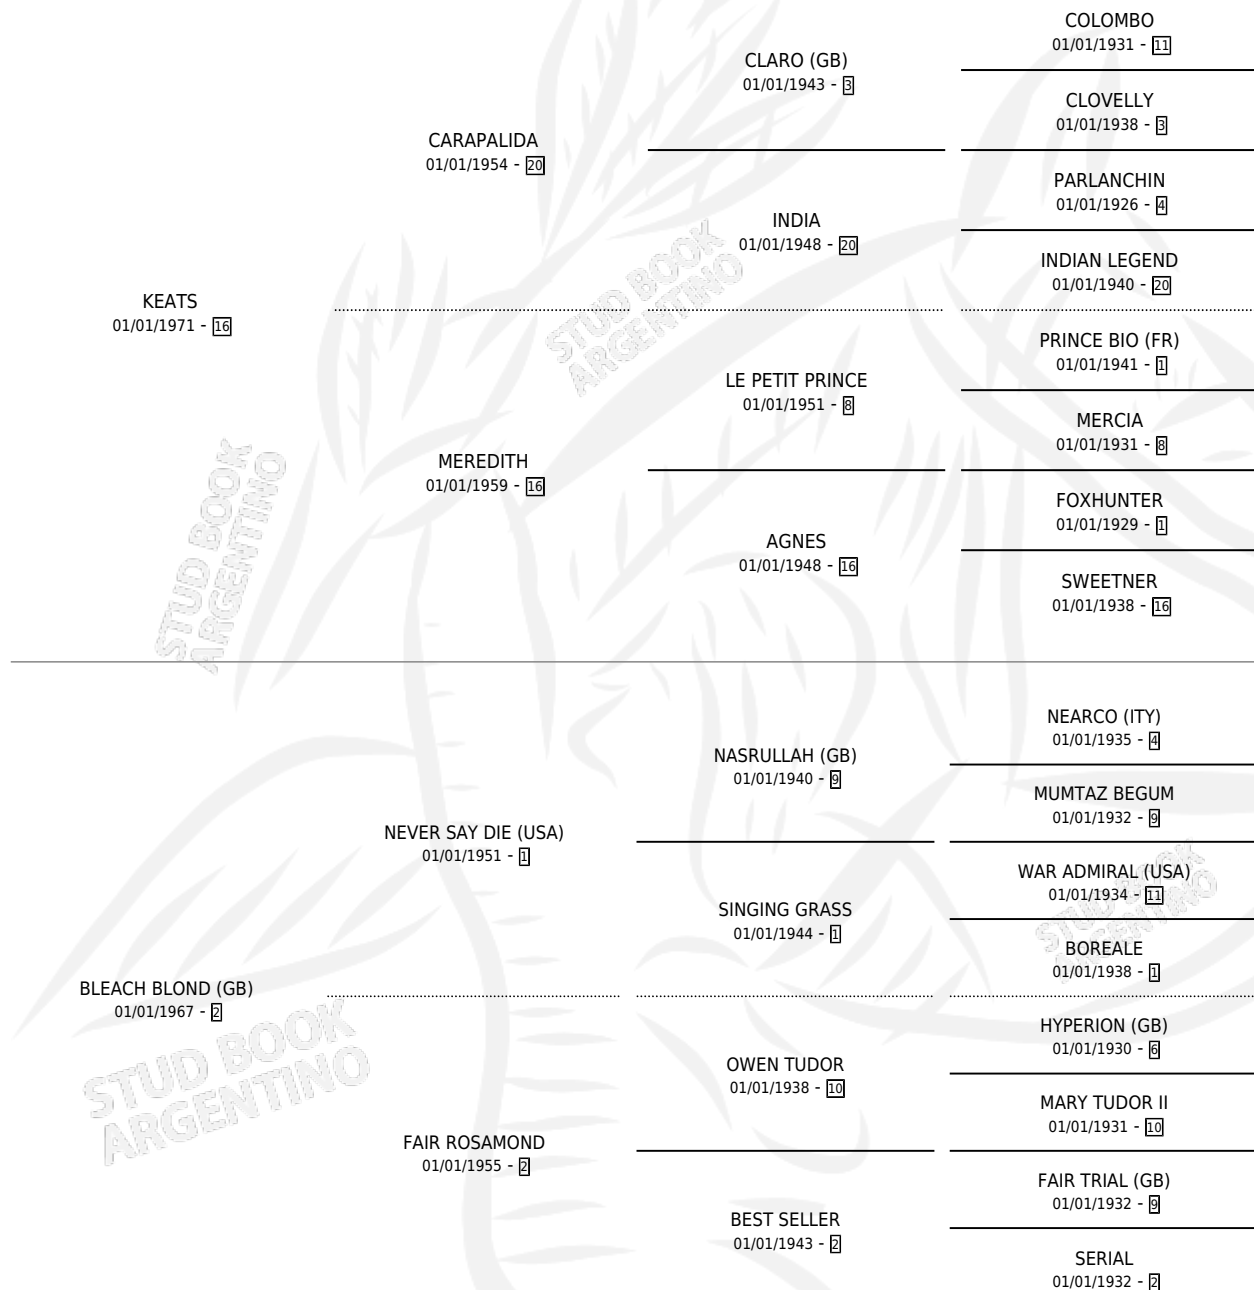 COLOMBO
01/01/1931 - 11
CLARO (GB)
01/01/1943 - 3
CLOVELLY
01/01/1938 - 3
CARAPALIDA
01/01/1954 - 20
PARLANCHIN
01/01/1926 - 4
INDIA
01/01/1948 - 20
INDIAN LEGEND
01/01/1940 - 20
KEATS
01/01/1971 - 16
PRINCE BIO (FR)
01/01/1941 - 1
LE PETIT PRINCE
01/01/1951 - 8
MERCIA
01/01/1931 - 8
MEREDITH
01/01/1959 - 16
FOXHUNTER
01/01/1929 - 1
AGNES
01/01/1948 - 16
SWEETNER
01/01/1938 - 16
STUD BOOK
ARGENTINO
STUD BOOK
ARGENTINO
NEARCO (ITY)
01/01/1935 - 4
NASRULLAH (GB)
01/01/1940 - 9
MUMTAZ BEGUM
01/01/1932 - 9
NEVER SAY DIE (USA)
01/01/1951 - 1
WAR ADMIRAL (USA)
01/01/1934 - 11
SINGING GRASS
01/01/1944 - 1
BOREALE
01/01/1938 - 1
BLEACH BLOND (GB)
01/01/1967 - 2
HYPERION (GB)
01/01/1930 - 6
OWEN TUDOR
01/01/1938 - 10
MARY TUDOR II
01/01/1931 - 10
FAIR ROSAMOND
01/01/1955 - 2
FAIR TRIAL (GB)
01/01/1932 - 9
BEST SELLER
01/01/1943 - 2
SERIAL
01/01/1932 - 2
STUD BOOK
ARGENTINO
STUD BOOK
ARGENTINO